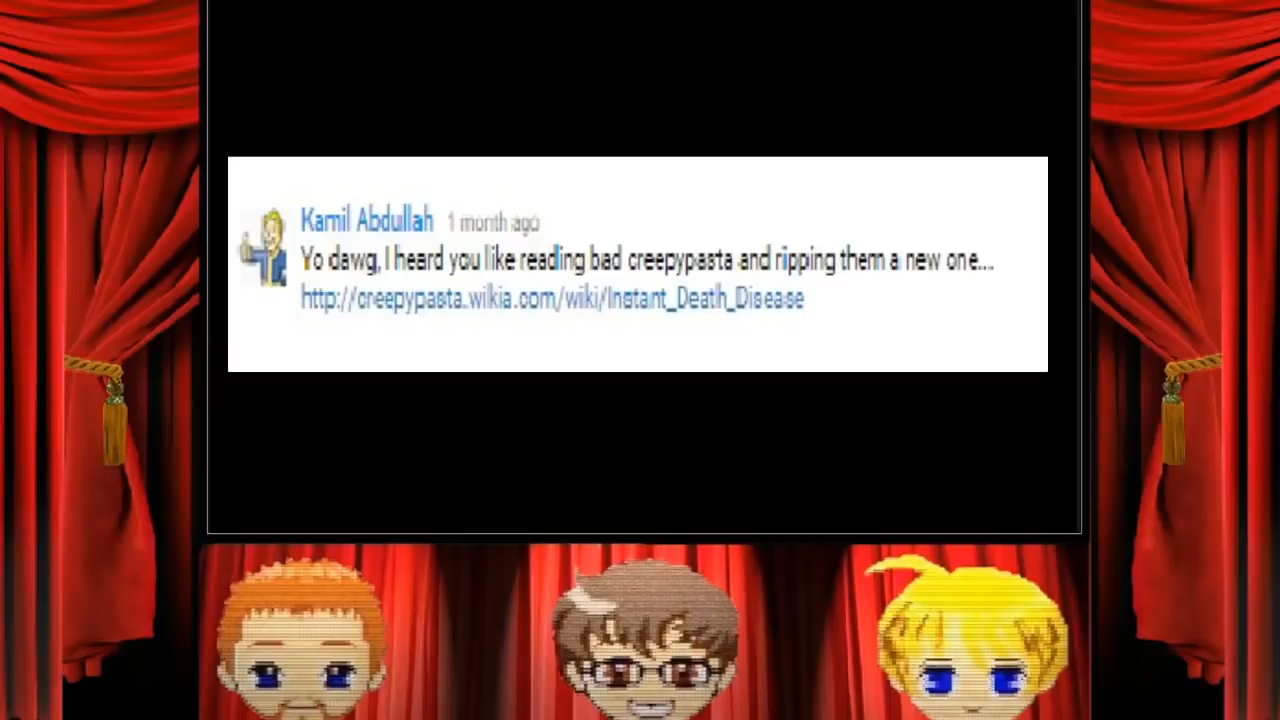 Kamil Abdullah 1 month ago
Yo dawg, I heard you like reading bad creepypasta and ripping them a new one...
http://creepypasta.wikia.com/wiki/Instant_Death_Disease